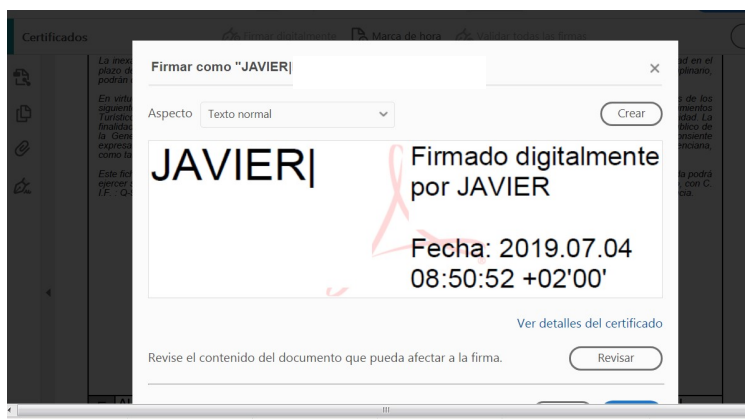 Certificados
Firmar digitalmente
Marca de hora
Validar todas las firmas
Firmar como "JAVIER|
Aspecto
Texto normal
Crear
JAVIER|
Firmado digitalmente
por JAVIER
Fecha: 2019.07.04
08:50:52 +02'00'
Ver detalles del certificado
Revise el contenido del documento que pueda afectar a la firma.
Revisar